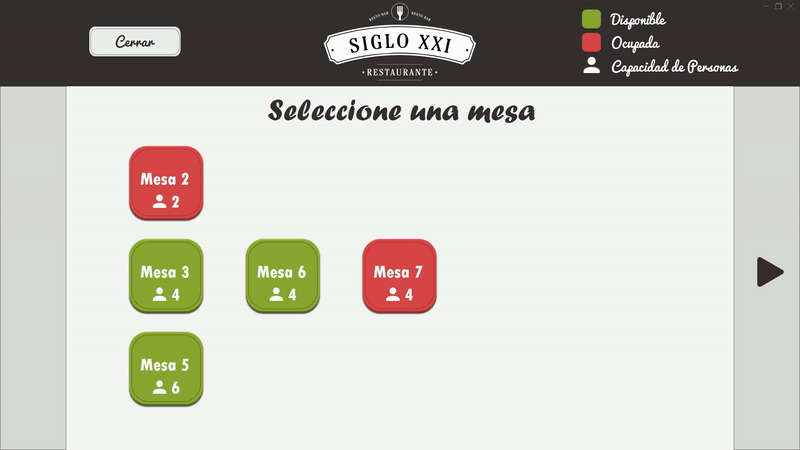 Cerrar
RESTO BAR RESTO BAR
SIGLO XXI
RESTAURANTE
Disponible
Ocupada
Capacidad de Personas
Seleccione una mesa
Mesa 2
2
Mesa 3
4
Mesa 6
4
Mesa 7
4
Mesa 5
6